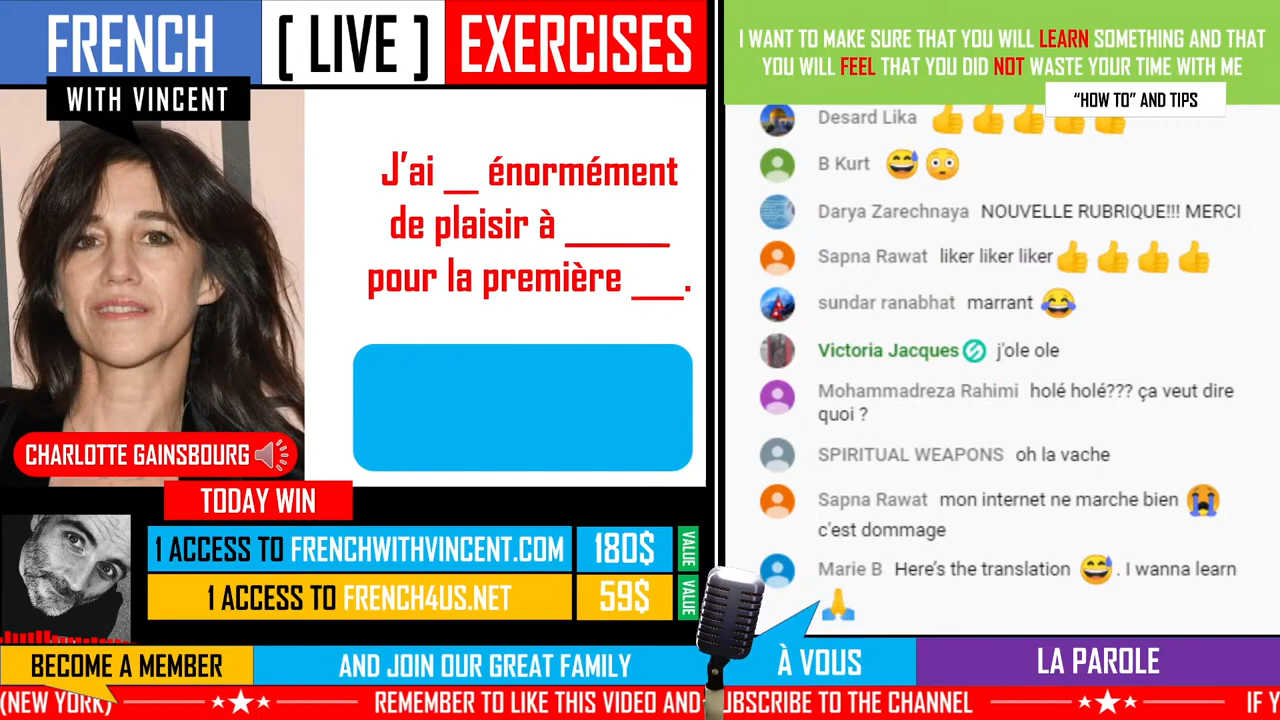 FRENCH
[ LIVE ]
EXERCISES
WITH VINCENT
J'ai __ énormément
de plaisir à ______
pour la première ___.
CHARLOTTE GAINSBOURG
TODAY WIN
1 ACCESS TO FRENCHWITHVINCENT.COM
180$
VALUE
1 ACCESS TO FRENCH4US.NET
59$
VALUE
I WANT TO MAKE SURE THAT YOU WILL LEARN SOMETHING AND THAT
YOU WILL FEEL THAT YOU DID NOT WASTE YOUR TIME WITH ME
"HOW TO" AND TIPS
Desard Lika 👍👍👍👍👍
B Kurt 😅😳
Darya Zarechnaya NOUVELLE RUBRIQUE!!! MERCI
Sapna Rawat liker liker liker👍👍👍👍
sundar ranabhat marrant 😂
Victoria Jacques j'ole ole
Mohammadreza Rahimi holé holé??? ça veut dire
quoi ?
SPIRITUAL WEAPONS oh la vache
Sapna Rawat mon internet ne marche bien 😭
c'est dommage
Marie B Here's the translation 😅. I wanna learn
🙏
BECOME A MEMBER
AND JOIN OUR GREAT FAMILY
À VOUS
LA PAROLE
(NEW YORK) REMEMBER TO LIKE THIS VIDEO AND UBSCRIBE TO THE CHANNEL IF Y